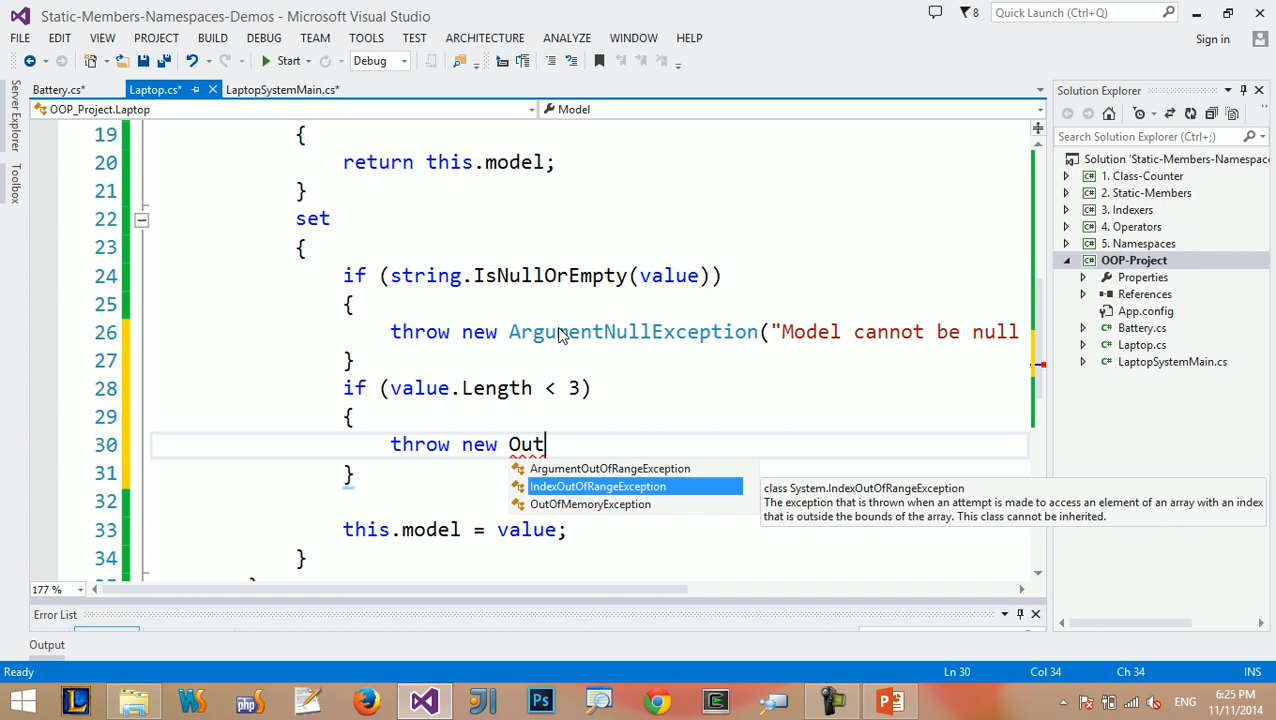 Static-Members-Namespaces-Demos - Microsoft Visual Studio
8
Quick Launch (Ctrl+Q)
FILE EDIT VIEW PROJECT BUILD DEBUG TEAM TOOLS TEST ARCHITECTURE ANALYZE WINDOW HELP
Sign in
Start Debug
Battery.cs* Laptop.cs* LaptopSystemMain.cs*
OOP_Project.Laptop Model
Server Explorer
Toolbox
19 {
20 return this.model;
21 }
22 set
23 {
24 if (string.IsNullOrEmpty(value))
25 {
26 throw new ArgumentNullException("Model cannot be null
27 }
28 if (value.Length < 3)
29 {
30 throw new Out
31 }
32
33 this.model = value;
34 }
ArgumentOutOfRangeException
IndexOutOfRangeException
OutOfMemoryException
class System.IndexOutOfRangeException
The exception that is thrown when an attempt is made to access an element of an array with an index
that is outside the bounds of the array. This class cannot be inherited.
177 %
Error List
Output
Solution Explorer
Search Solution Explorer (Ctrl+;)
Solution 'Static-Members-Namespac
1. Class-Counter
2. Static-Members
3. Indexers
4. Operators
5. Namespaces
OOP-Project
Properties
References
App.config
Battery.cs
Laptop.cs
LaptopSystemMain.cs
Ready Ln 30 Col 34 Ch 34 INS
ENG
6:25 PM
11/11/2014